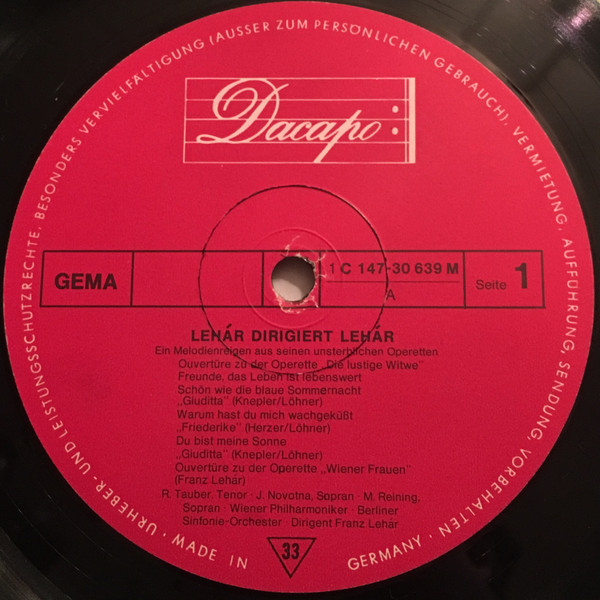 Dacapo
GEMA
1 C 147-30 639 M
A
Seite 1
LEHÁR DIRIGIERT LEHÁR
Ein Melodienreigen aus seinen unsterblichen Operetten
Ouvertüre zu der Operette „Die lustige Witwe"
Freunde, das Leben ist lebenswert
Schön wie die blaue Sommernacht
„Giuditta" (Knepler/Löhner)
Warum hast du mich wachgeküßt
„Friederike" (Herzer/Löhner)
Du bist meine Sonne
„Giuditta" (Knepler/Löhner)
Ouvertüre zu der Operette „Wiener Frauen"
(Franz Lehár)
R. Tauber, Tenor · J. Novotna, Sopran · M. Reining,
Sopran · Wiener Philharmoniker · Berliner
Sinfonie-Orchester · Dirigent Franz Lehár
33
MADE IN GERMANY · URHEBER- UND LEISTUNGSSCHUTZRECHTE, BESONDERS VERVIELFÄLTIGUNG (AUSSER ZUM PERSÖNLICHEN GEBRAUCH), VERMIETUNG, AUFFÜHRUNG, SENDUNG, VORBEHALTEN ·